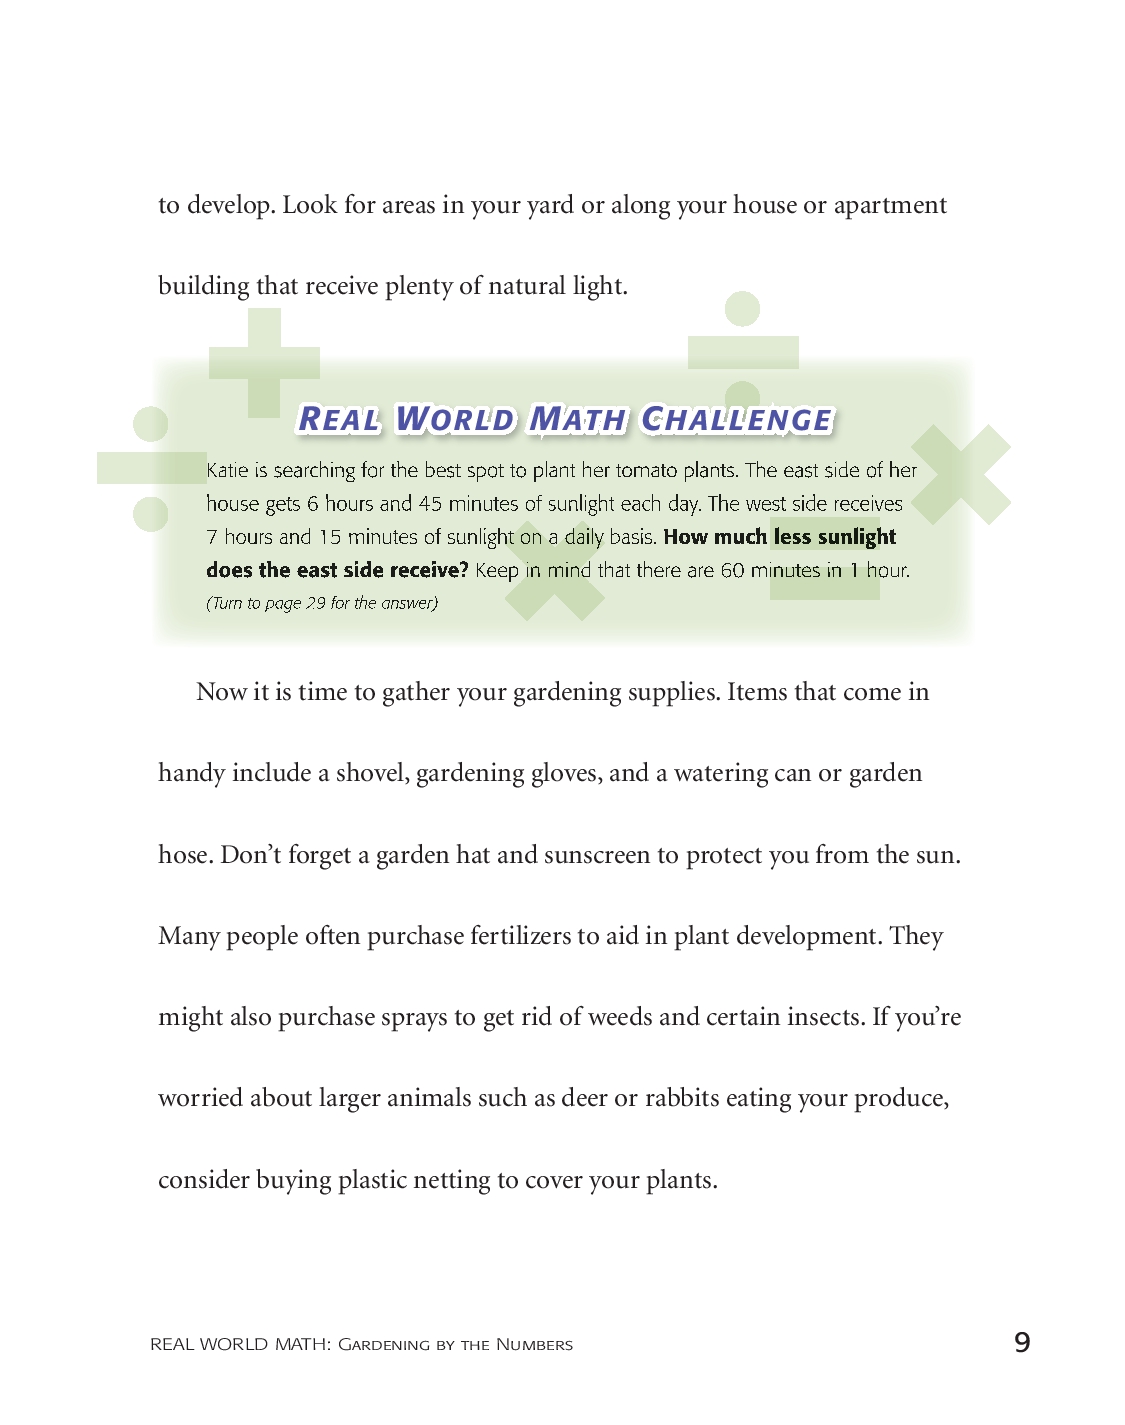 to develop. Look for areas in your yard or along your house or apartment
building that receive plenty of natural light.
REAL WORLD MATH CHALLENGE
Katie is searching for the best spot to plant her tomato plants. The east side of her
house gets 6 hours and 45 minutes of sunlight each day. The west side receives
7 hours and 15 minutes of sunlight on a daily basis. How much less sunlight
does the east side receive? Keep in mind that there are 60 minutes in 1 hour.
(Turn to page 29 for the answer)
Now it is time to gather your gardening supplies. Items that come in
handy include a shovel, gardening gloves, and a watering can or garden
hose. Don’t forget a garden hat and sunscreen to protect you from the sun.
Many people often purchase fertilizers to aid in plant development. They
might also purchase sprays to get rid of weeds and certain insects. If you’re
worried about larger animals such as deer or rabbits eating your produce,
consider buying plastic netting to cover your plants.
REAL WORLD MATH: GARDENING BY THE NUMBERS
9